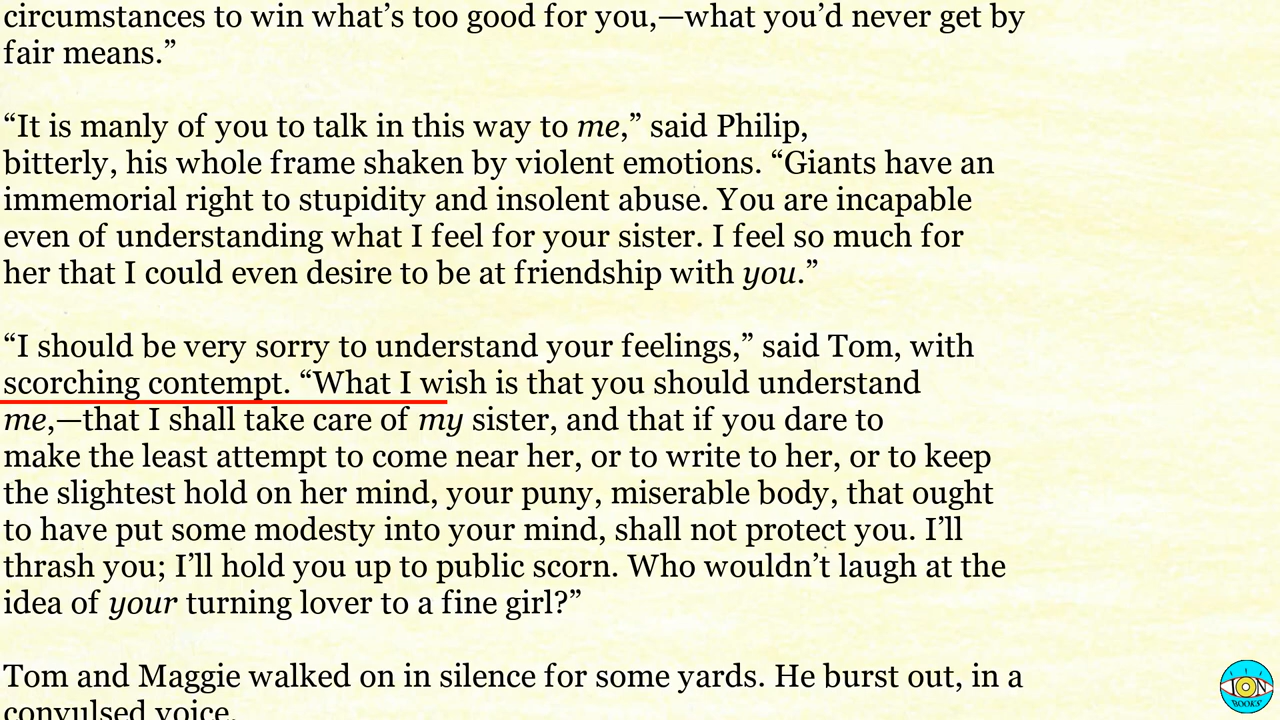 circumstances to win what’s too good for you,—what you’d never get by
fair means.”
“It is manly of you to talk in this way to me,” said Philip,
bitterly, his whole frame shaken by violent emotions. “Giants have an
immemorial right to stupidity and insolent abuse. You are incapable
even of understanding what I feel for your sister. I feel so much for
her that I could even desire to be at friendship with you.”
“I should be very sorry to understand your feelings,” said Tom, with
scorching contempt. “What I wish is that you should understand
me,—that I shall take care of my sister, and that if you dare to
make the least attempt to come near her, or to write to her, or to keep
the slightest hold on her mind, your puny, miserable body, that ought
to have put some modesty into your mind, shall not protect you. I’ll
thrash you; I’ll hold you up to public scorn. Who wouldn’t laugh at the
idea of your turning lover to a fine girl?”
Tom and Maggie walked on in silence for some yards. He burst out, in a
convulsed voice.
ION
BOOKS